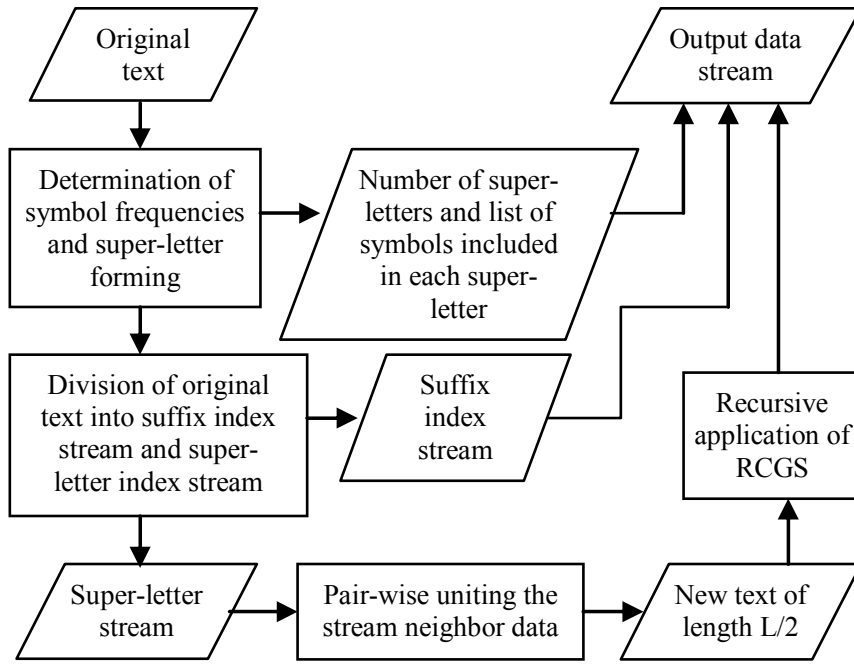 Original
text
Output data
stream
Determination of
symbol frequencies
and super-letter
forming
Number of super-
letters and list of
symbols included
in each super-
letter
Division of original
text into suffix index
stream and super-
letter index stream
Suffix
index
stream
Recursive
application of
RCGS
Super-letter
stream
Pair-wise uniting the
stream neighbor data
New text of
length L/2